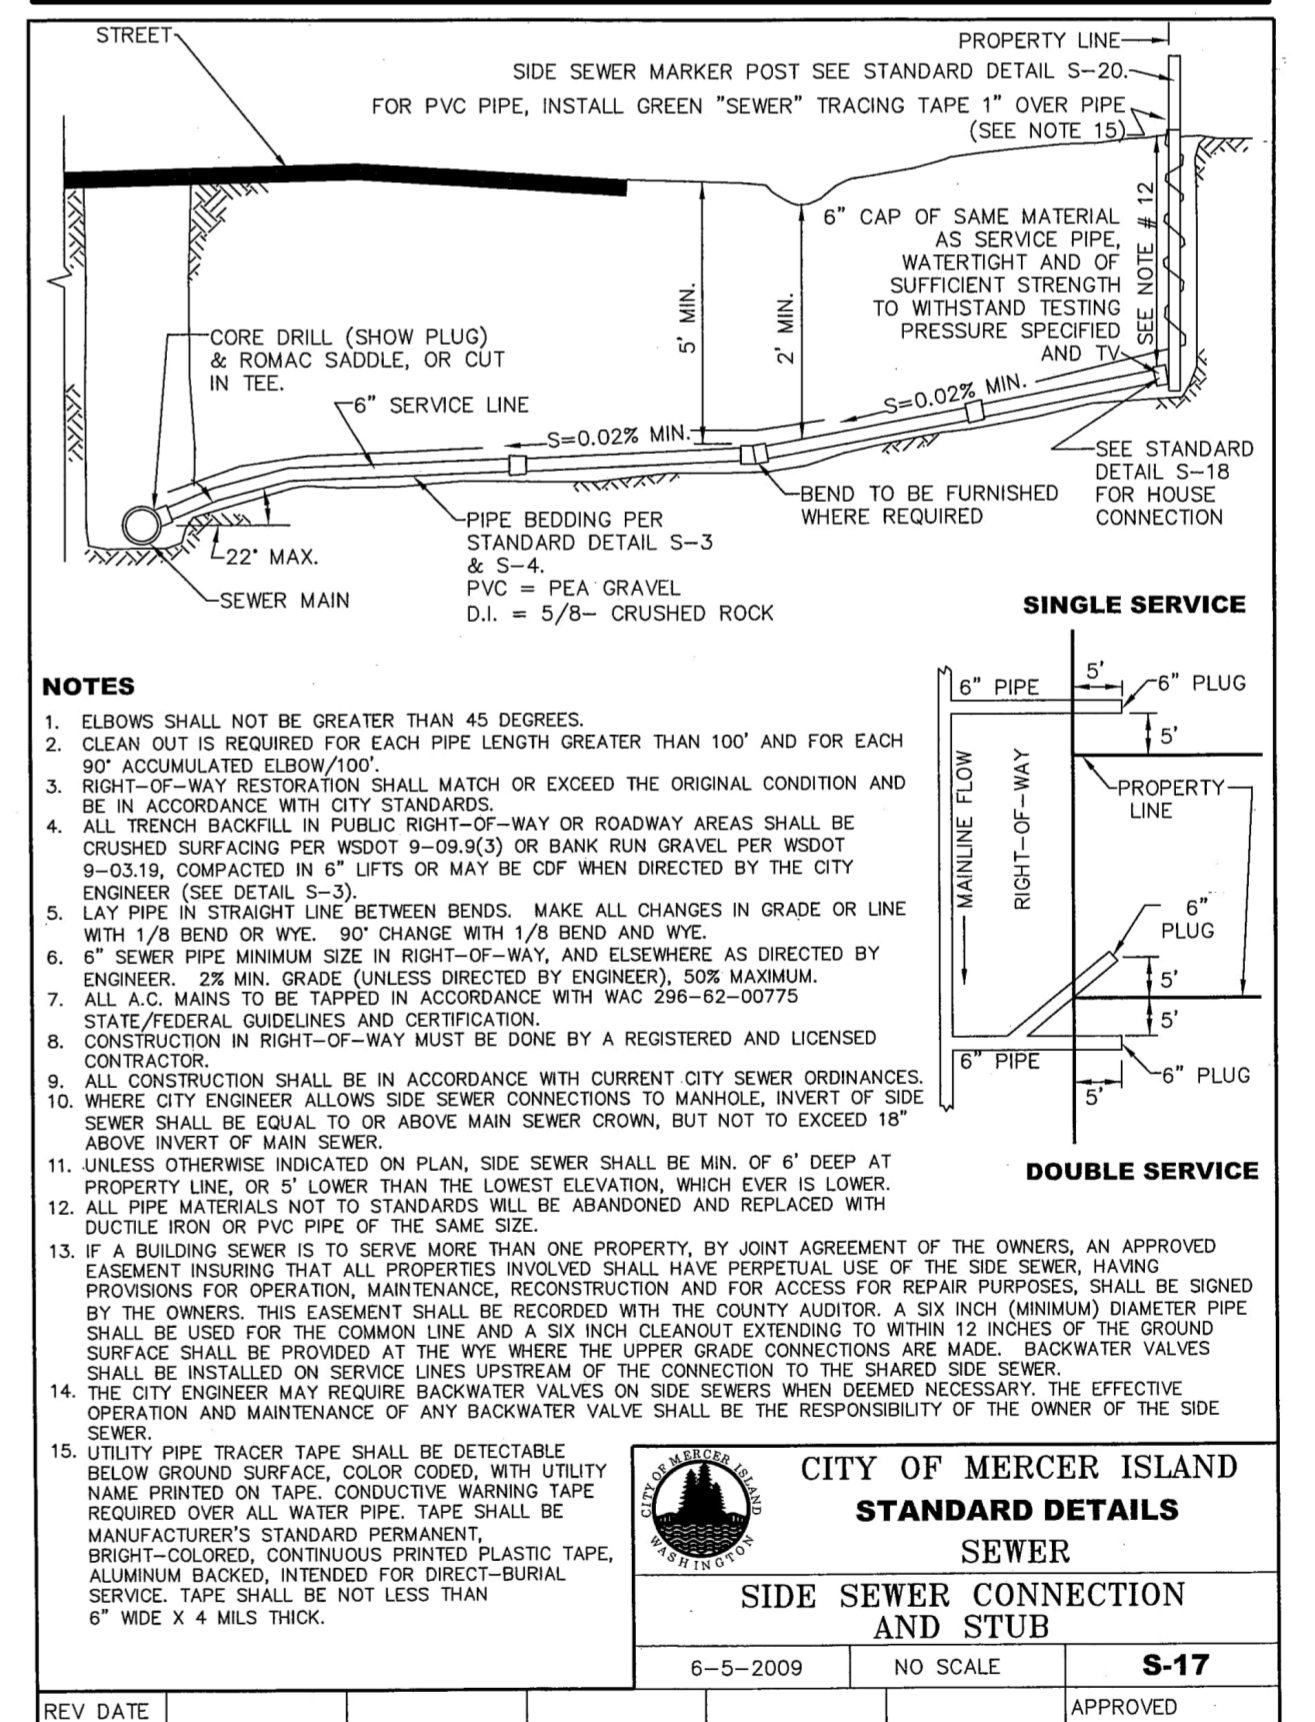 STREET
PROPERTY LINE
SIDE SEWER MARKER POST SEE STANDARD DETAIL S-20.
FOR PVC PIPE, INSTALL GREEN "SEWER" TRACING TAPE 1" OVER PIPE
(SEE NOTE 15)
6" CAP OF SAME MATERIAL
AS SERVICE PIPE,
WATERTIGHT AND OF
SUFFICIENT STRENGTH
TO WITHSTAND TESTING
PRESSURE SPECIFIED
AND TV
SEE NOTE # 12
5' MIN.
2' MIN.
CORE DRILL (SHOW PLUG)
& ROMAC SADDLE, OR CUT
IN TEE.
6" SERVICE LINE
S=0.02% MIN.
S=0.02% MIN.
SEE STANDARD
DETAIL S-18
FOR HOUSE
CONNECTION
BEND TO BE FURNISHED
WHERE REQUIRED
PIPE BEDDING PER
STANDARD DETAIL S-3
& S-4.
PVC = PEA GRAVEL
D.I. = 5/8- CRUSHED ROCK
22° MAX.
SEWER MAIN
SINGLE SERVICE
6" PIPE
5'
6" PLUG
5'
PROPERTY
LINE
MAINLINE FLOW
RIGHT-OF-WAY
6"
PLUG
5'
5'
6" PIPE
6" PLUG
5'
DOUBLE SERVICE
NOTES
1. ELBOWS SHALL NOT BE GREATER THAN 45 DEGREES.
2. CLEAN OUT IS REQUIRED FOR EACH PIPE LENGTH GREATER THAN 100' AND FOR EACH
90° ACCUMULATED ELBOW/100'.
3. RIGHT-OF-WAY RESTORATION SHALL MATCH OR EXCEED THE ORIGINAL CONDITION AND
BE IN ACCORDANCE WITH CITY STANDARDS.
4. ALL TRENCH BACKFILL IN PUBLIC RIGHT-OF-WAY OR ROADWAY AREAS SHALL BE
CRUSHED SURFACING PER WSDOT 9-09.9(3) OR BANK RUN GRAVEL PER WSDOT
9-03.19, COMPACTED IN 6" LIFTS OR MAY BE CDF WHEN DIRECTED BY THE CITY
ENGINEER (SEE DETAIL S-3).
5. LAY PIPE IN STRAIGHT LINE BETWEEN BENDS. MAKE ALL CHANGES IN GRADE OR LINE
WITH 1/8 BEND OR WYE. 90° CHANGE WITH 1/8 BEND AND WYE.
6. 6" SEWER PIPE MINIMUM SIZE IN RIGHT-OF-WAY, AND ELSEWHERE AS DIRECTED BY
ENGINEER. 2% MIN. GRADE (UNLESS DIRECTED BY ENGINEER), 50% MAXIMUM.
7. ALL A.C. MAINS TO BE TAPPED IN ACCORDANCE WITH WAC 296-62-00775
STATE/FEDERAL GUIDELINES AND CERTIFICATION.
8. CONSTRUCTION IN RIGHT-OF-WAY MUST BE DONE BY A REGISTERED AND LICENSED
CONTRACTOR.
9. ALL CONSTRUCTION SHALL BE IN ACCORDANCE WITH CURRENT CITY SEWER ORDINANCES.
10. WHERE CITY ENGINEER ALLOWS SIDE SEWER CONNECTIONS TO MANHOLE, INVERT OF SIDE
SEWER SHALL BE EQUAL TO OR ABOVE MAIN SEWER CROWN, BUT NOT TO EXCEED 18"
ABOVE INVERT OF MAIN SEWER.
11. UNLESS OTHERWISE INDICATED ON PLAN, SIDE SEWER SHALL BE MIN. OF 6' DEEP AT
PROPERTY LINE, OR 5' LOWER THAN THE LOWEST ELEVATION, WHICH EVER IS LOWER.
12. ALL PIPE MATERIALS NOT TO STANDARDS WILL BE ABANDONED AND REPLACED WITH
DUCTILE IRON OR PVC PIPE OF THE SAME SIZE.
13. IF A BUILDING SEWER IS TO SERVE MORE THAN ONE PROPERTY, BY JOINT AGREEMENT OF THE OWNERS, AN APPROVED
EASEMENT INSURING THAT ALL PROPERTIES INVOLVED SHALL HAVE PERPETUAL USE OF THE SIDE SEWER, HAVING
PROVISIONS FOR OPERATION, MAINTENANCE, RECONSTRUCTION AND FOR ACCESS FOR REPAIR PURPOSES, SHALL BE SIGNED
BY THE OWNERS. THIS EASEMENT SHALL BE RECORDED WITH THE COUNTY AUDITOR. A SIX INCH (MINIMUM) DIAMETER PIPE
SHALL BE USED FOR THE COMMON LINE AND A SIX INCH CLEANOUT EXTENDING TO WITHIN 12 INCHES OF THE GROUND
SURFACE SHALL BE PROVIDED AT THE WYE WHERE THE UPPER GRADE CONNECTIONS ARE MADE. BACKWATER VALVES
SHALL BE INSTALLED ON SERVICE LINES UPSTREAM OF THE CONNECTION TO THE SHARED SIDE SEWER.
14. THE CITY ENGINEER MAY REQUIRE BACKWATER VALVES ON SIDE SEWERS WHEN DEEMED NECESSARY. THE EFFECTIVE
OPERATION AND MAINTENANCE OF ANY BACKWATER VALVE SHALL BE THE RESPONSIBILITY OF THE OWNER OF THE SIDE
SEWER.
15. UTILITY PIPE TRACER TAPE SHALL BE DETECTABLE
BELOW GROUND SURFACE, COLOR CODED, WITH UTILITY
NAME PRINTED ON TAPE. CONDUCTIVE WARNING TAPE
REQUIRED OVER ALL WATER PIPE. TAPE SHALL BE
MANUFACTURER'S STANDARD PERMANENT,
BRIGHT-COLORED, CONTINUOUS PRINTED PLASTIC TAPE,
ALUMINUM BACKED, INTENDED FOR DIRECT-BURIAL
SERVICE. TAPE SHALL BE NOT LESS THAN
6" WIDE X 4 MILS THICK.
CITY OF MERCER ISLAND
WASHINGTON
CITY OF MERCER ISLAND
STANDARD DETAILS
SEWER
SIDE SEWER CONNECTION
AND STUB
6-5-2009
NO SCALE
S-17
REV DATE
APPROVED